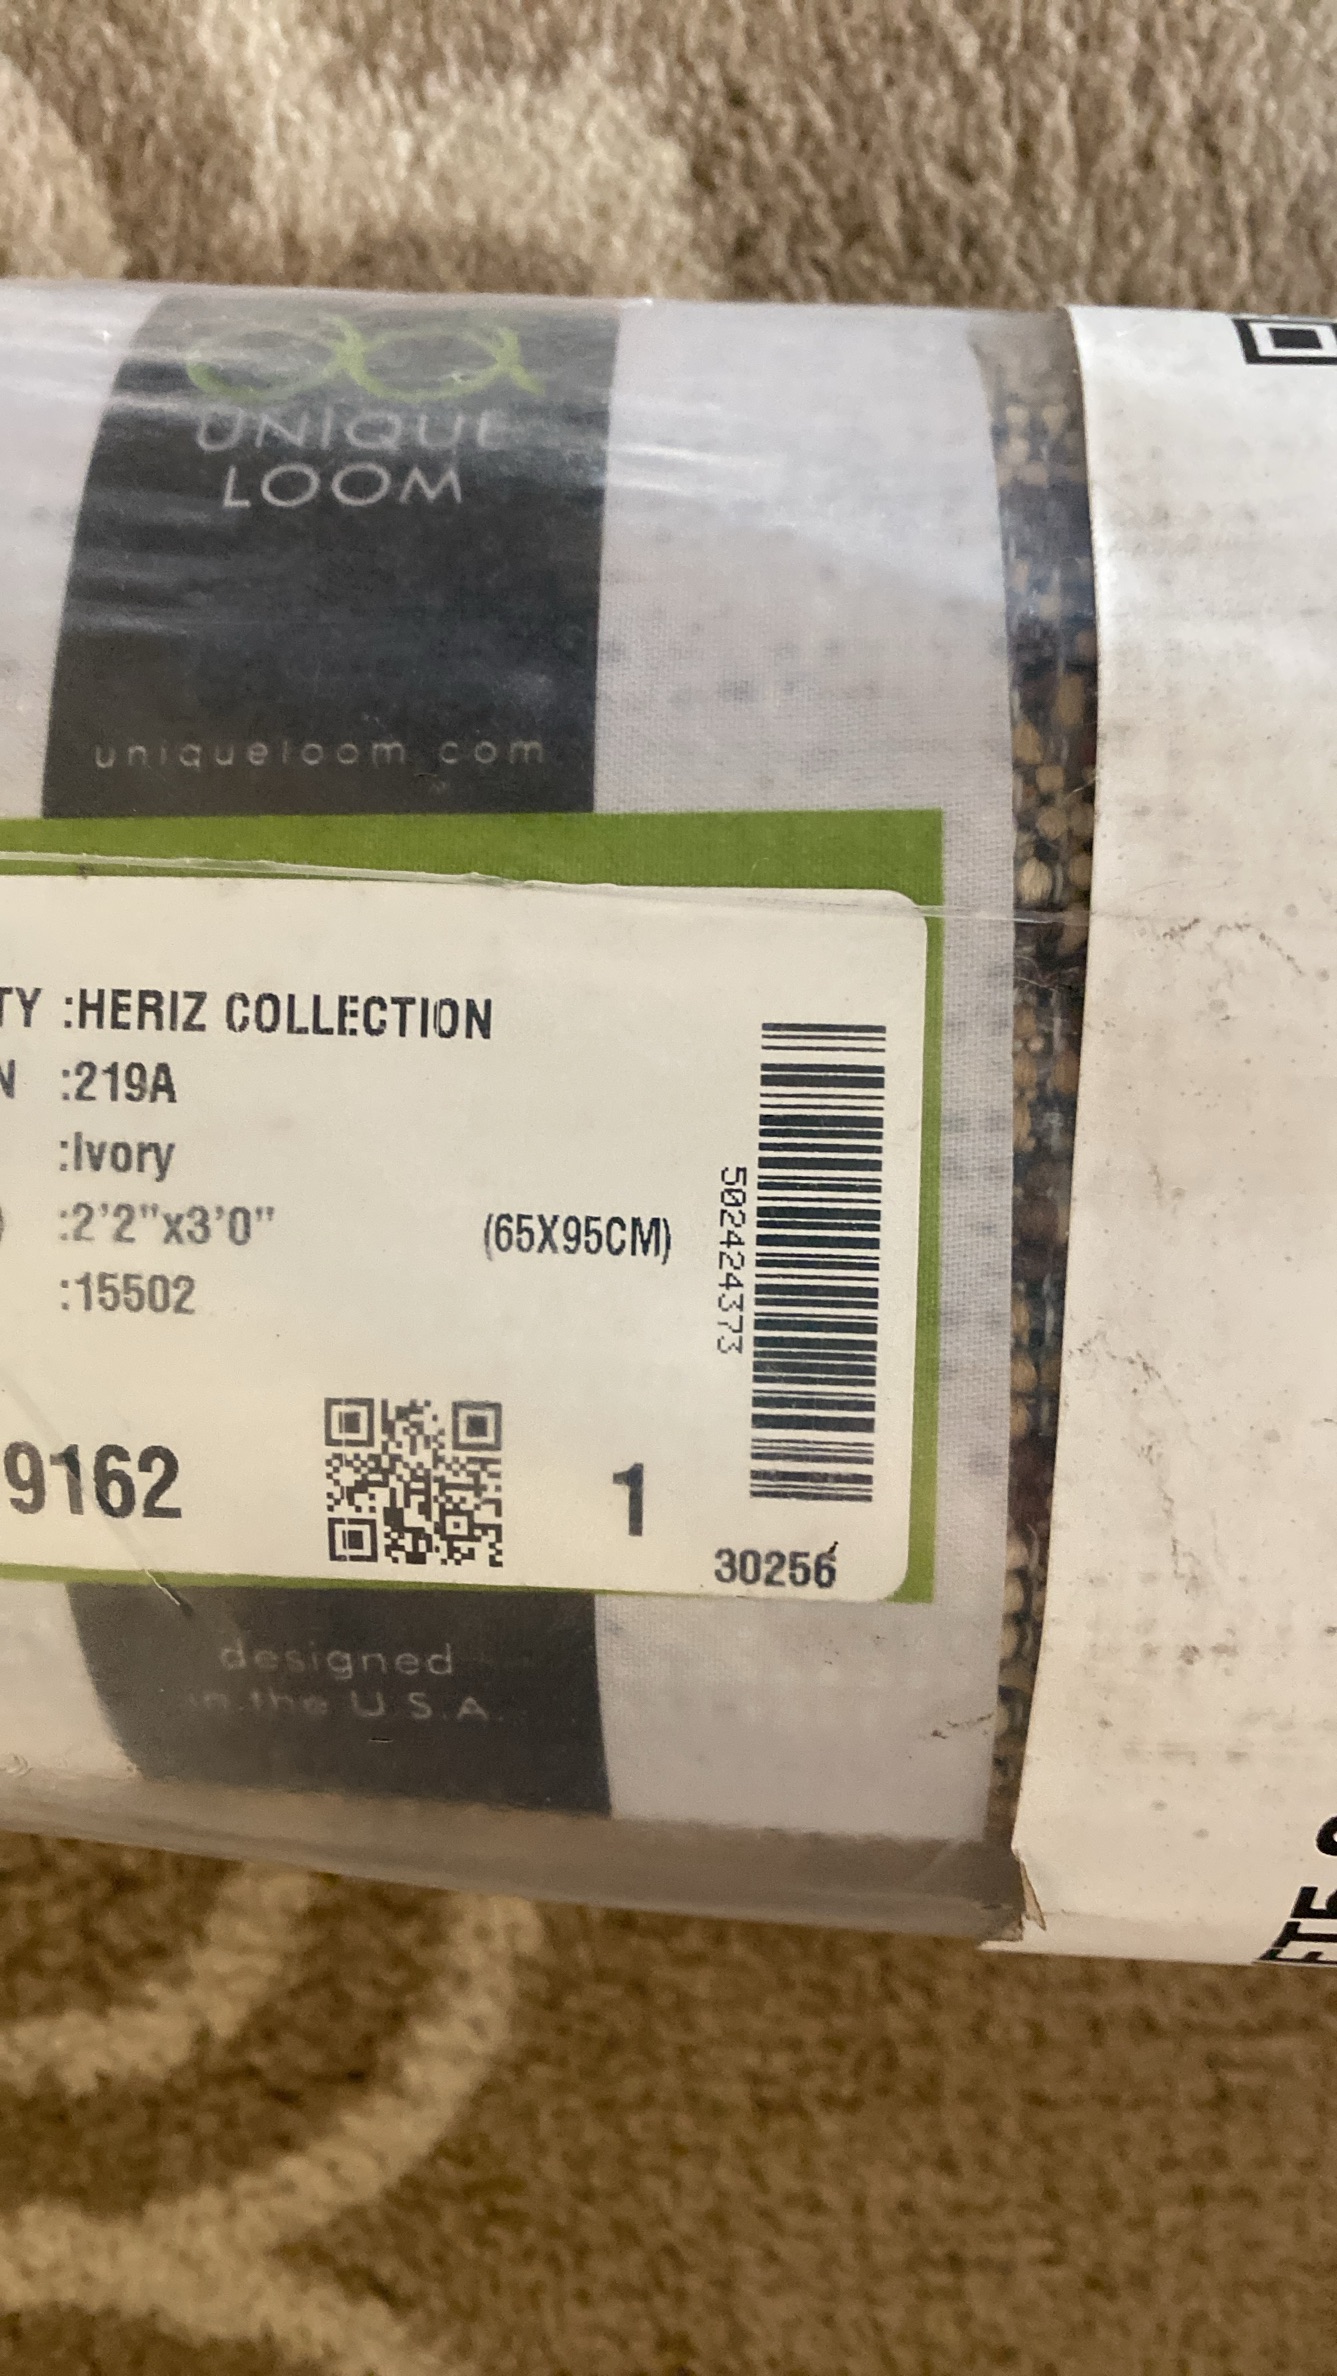 UNIQUE
LOOM
uniqueloom.com
TY :HERIZ COLLECTION
N :219A
:Ivory
:2'2"x3'0" (65X95CM)
:15502
502424373
9162
1
30256
designed
in the U.S.A.